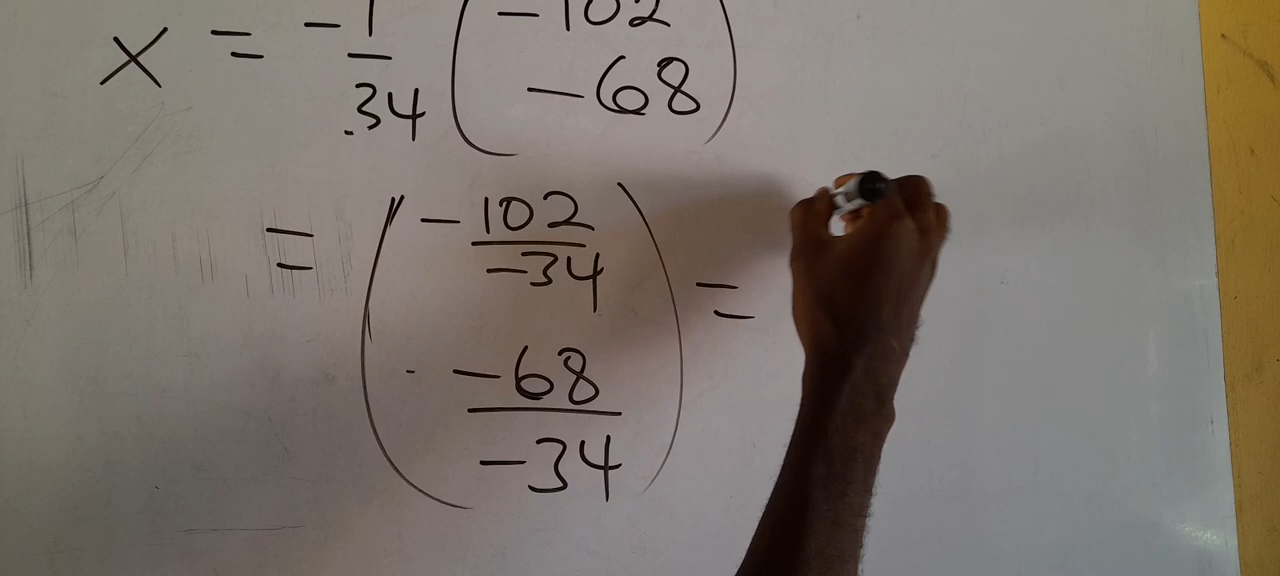 x = -1/34 ( -102
-68 )
= ( -102/-34
-68/-34 ) =